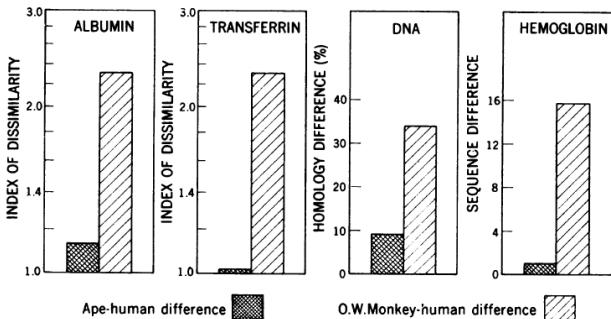 ALBUMIN
INDEX OF DISSIMILARITY
3.0
2.0
1.4
1.0
TRANSFERRIN
INDEX OF DISSIMILARITY
3.0
2.0
1.4
1.0
DNA
HOMOLOGY DIFFERENCE (%)
40
30
20
10
0
HEMOGLOBIN
SEQUENCE DIFFERENCE
16
12
8
4
0
Ape-human difference
O.W.Monkey-human difference